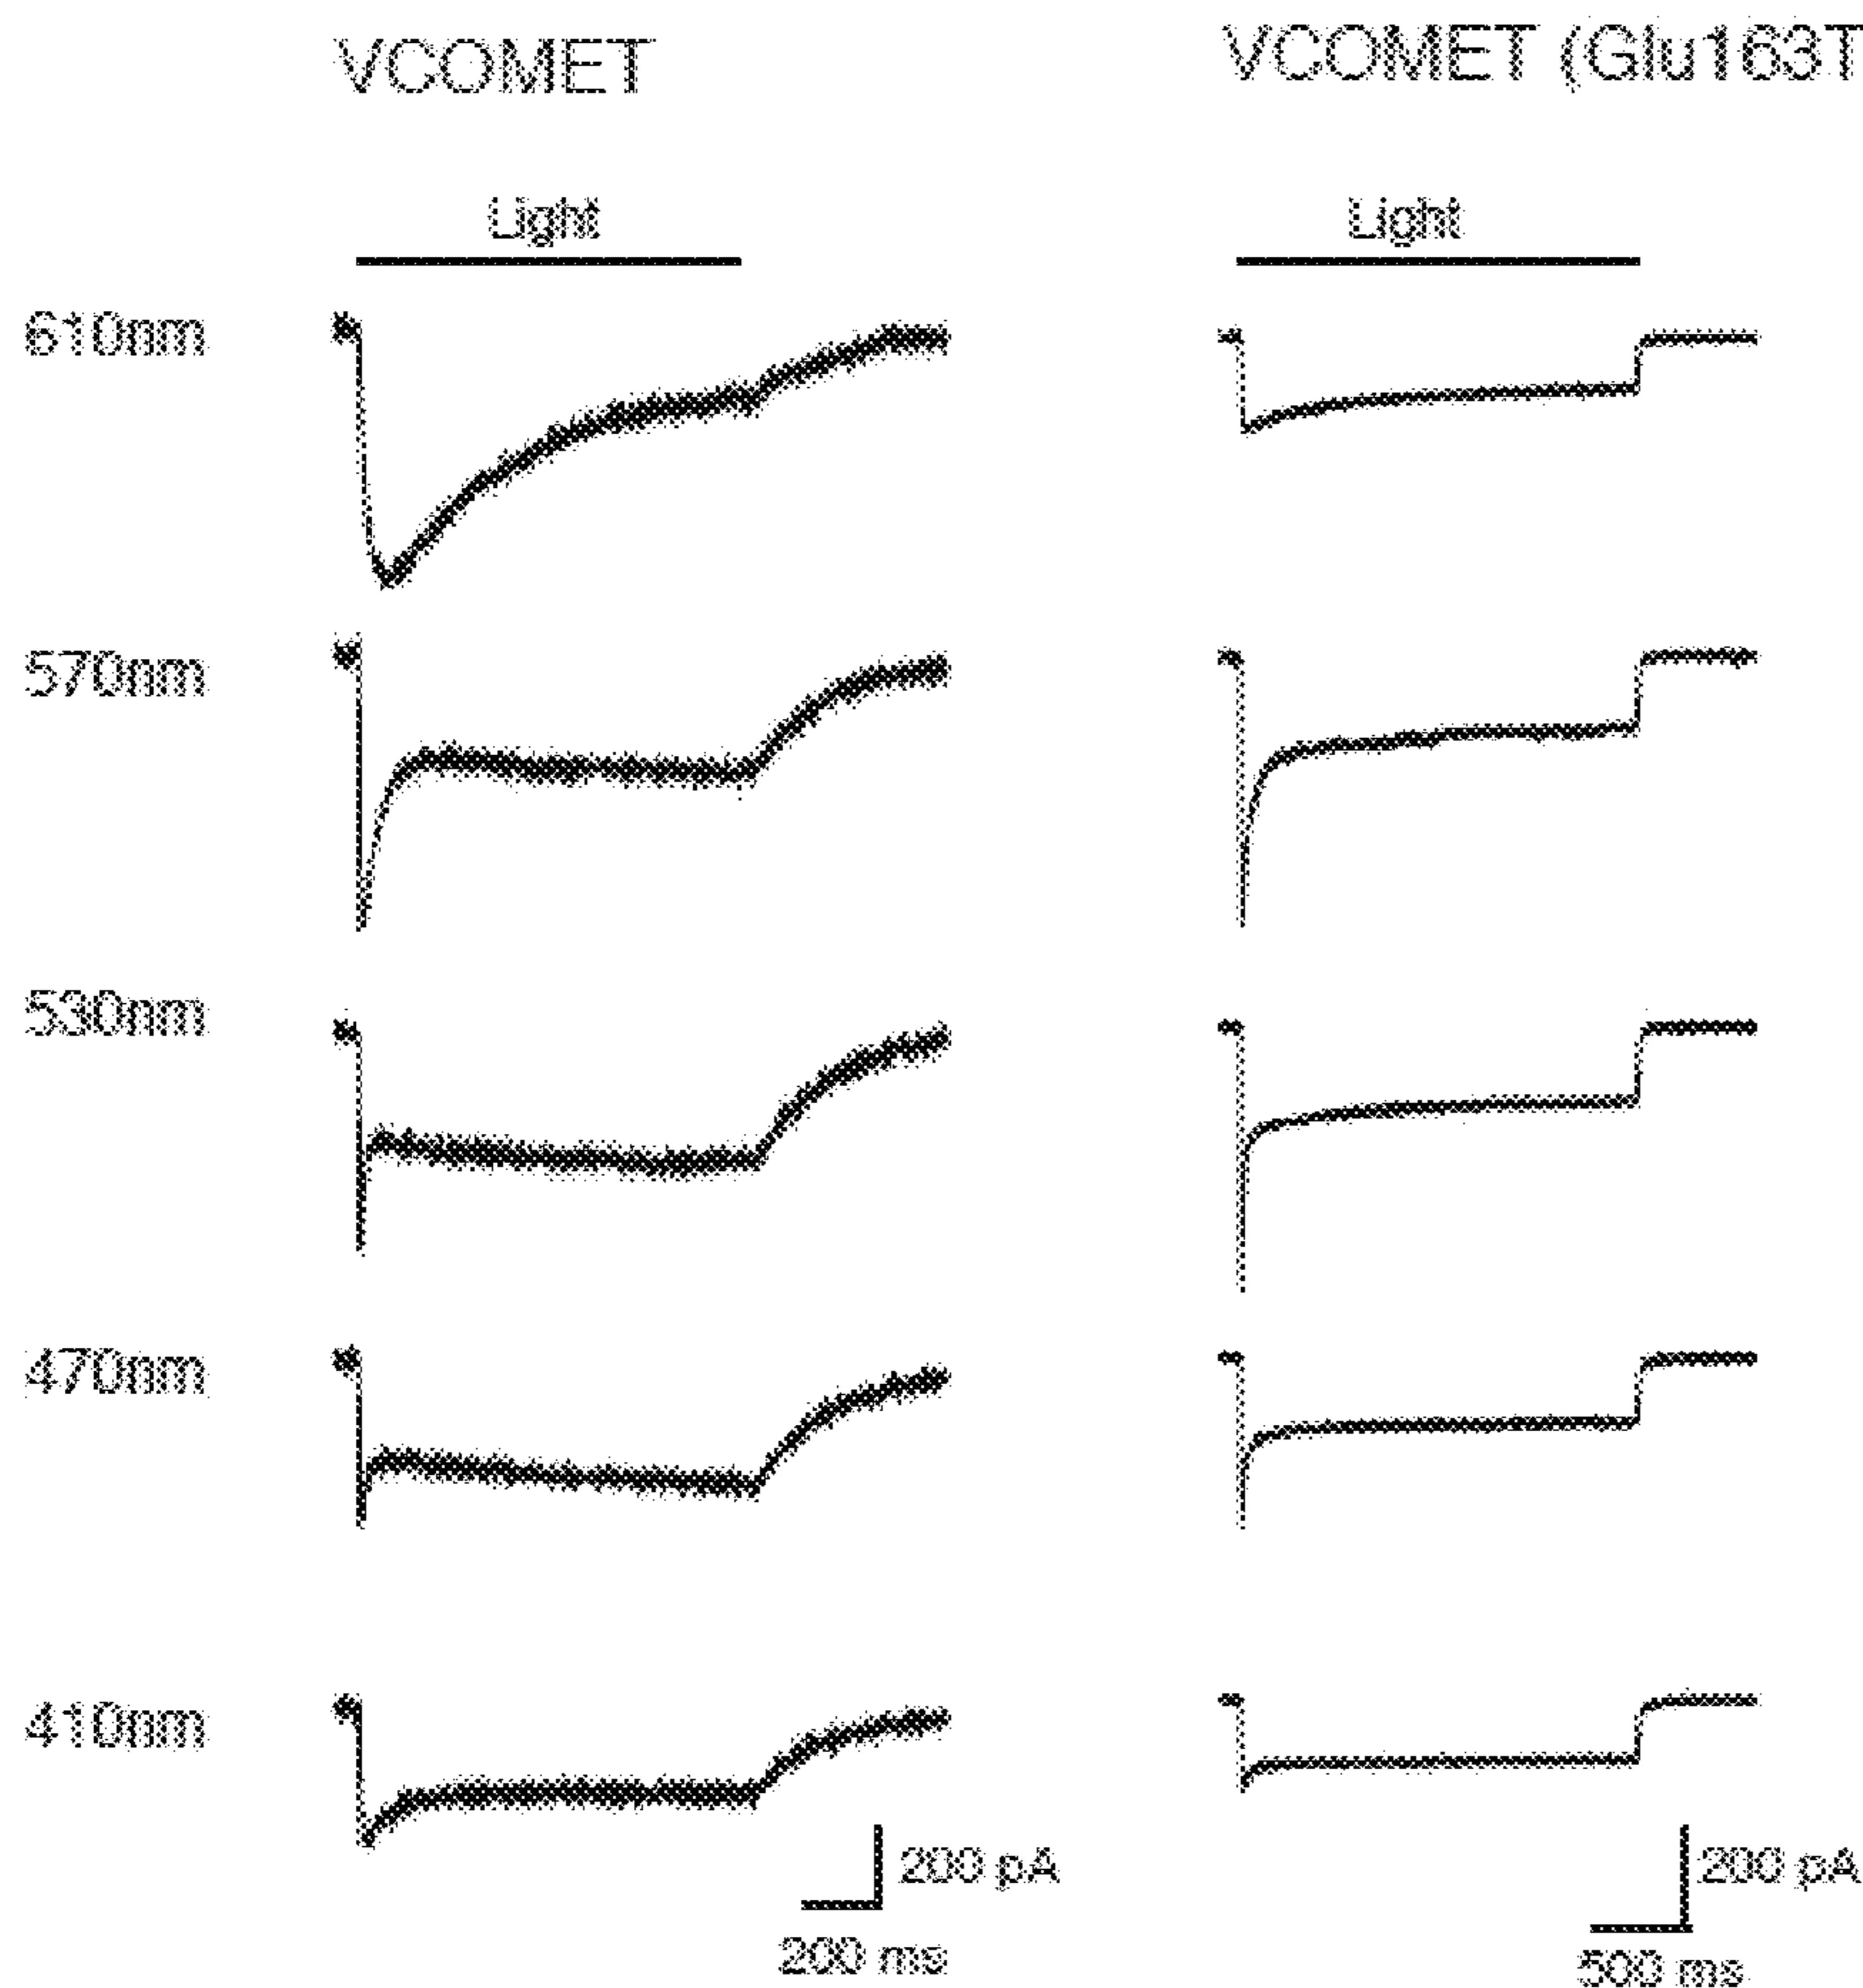 VCOMET
VCOMET (Glu163T
Light
Light
610nm
570nm
530nm
470nm
410nm
200 pA
200 ms
200 pA
500 ms